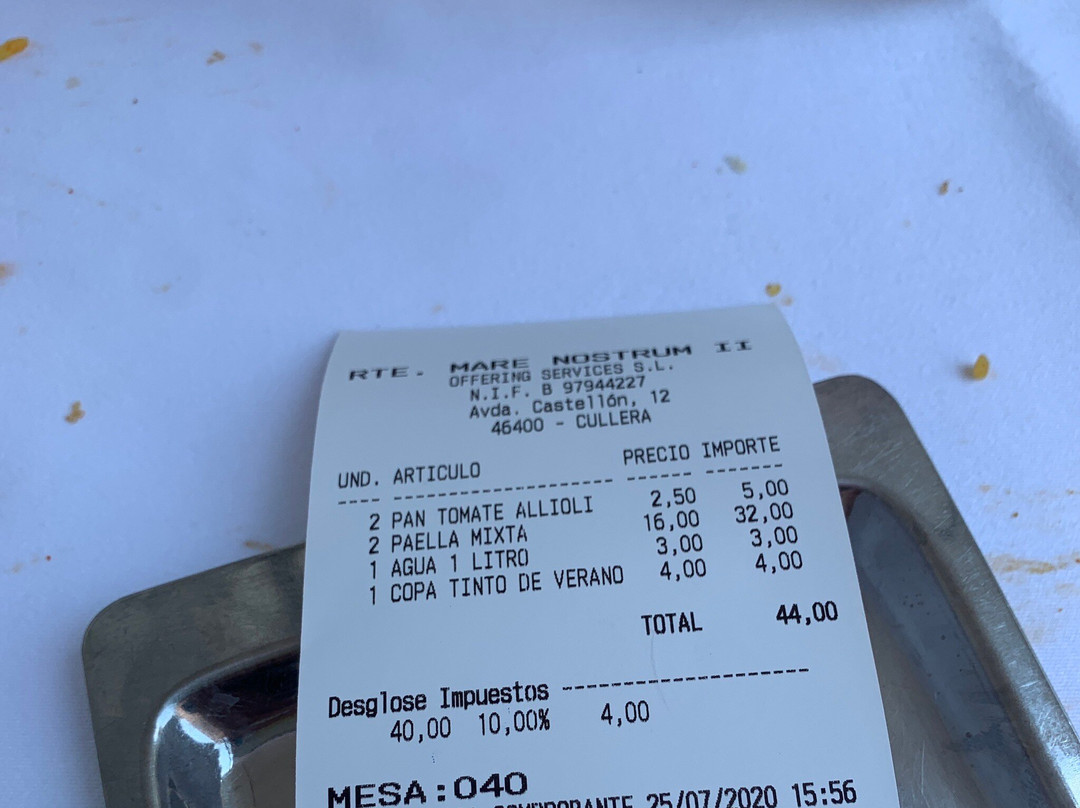 RTE. MARE NOSTRUM II
OFFERING SERVICES S.L.
N.I.F. B 97944227
Avda. Castellón, 12
46400 - CULLERA
UND. ARTICULO PRECIO IMPORTE
2 PAN TOMATE ALLIOLI 2,50 5,00
2 PAELLA MIXTA 16,00 32,00
1 AGUA 1 LITRO 3,00 3,00
1 COPA TINTO DE VERANO 4,00 4,00
TOTAL 44,00
Desglose Impuestos --------------------
40,00 10,00% 4,00
MESA:040
25/07/2020 15:56